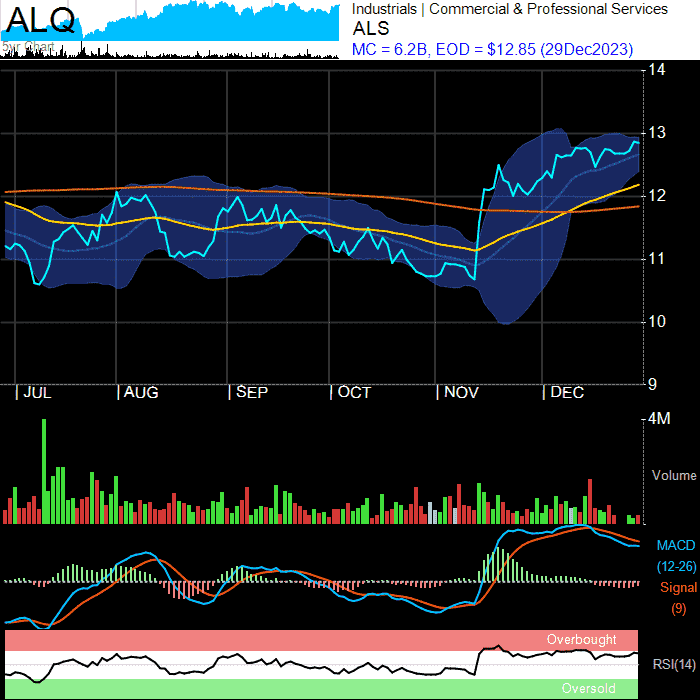 ALQ
5yr Chart
Industrials | Commercial & Professional Services
ALS
MC = 6.2B, EOD = $12.85 (29Dec2023)
14
13
12
11
10
9
| JUL | AUG | SEP | OCT | NOV | DEC
4M
Volume
MACD
(12-26)
Signal
(9)
Overbought
RSI(14)
Oversold